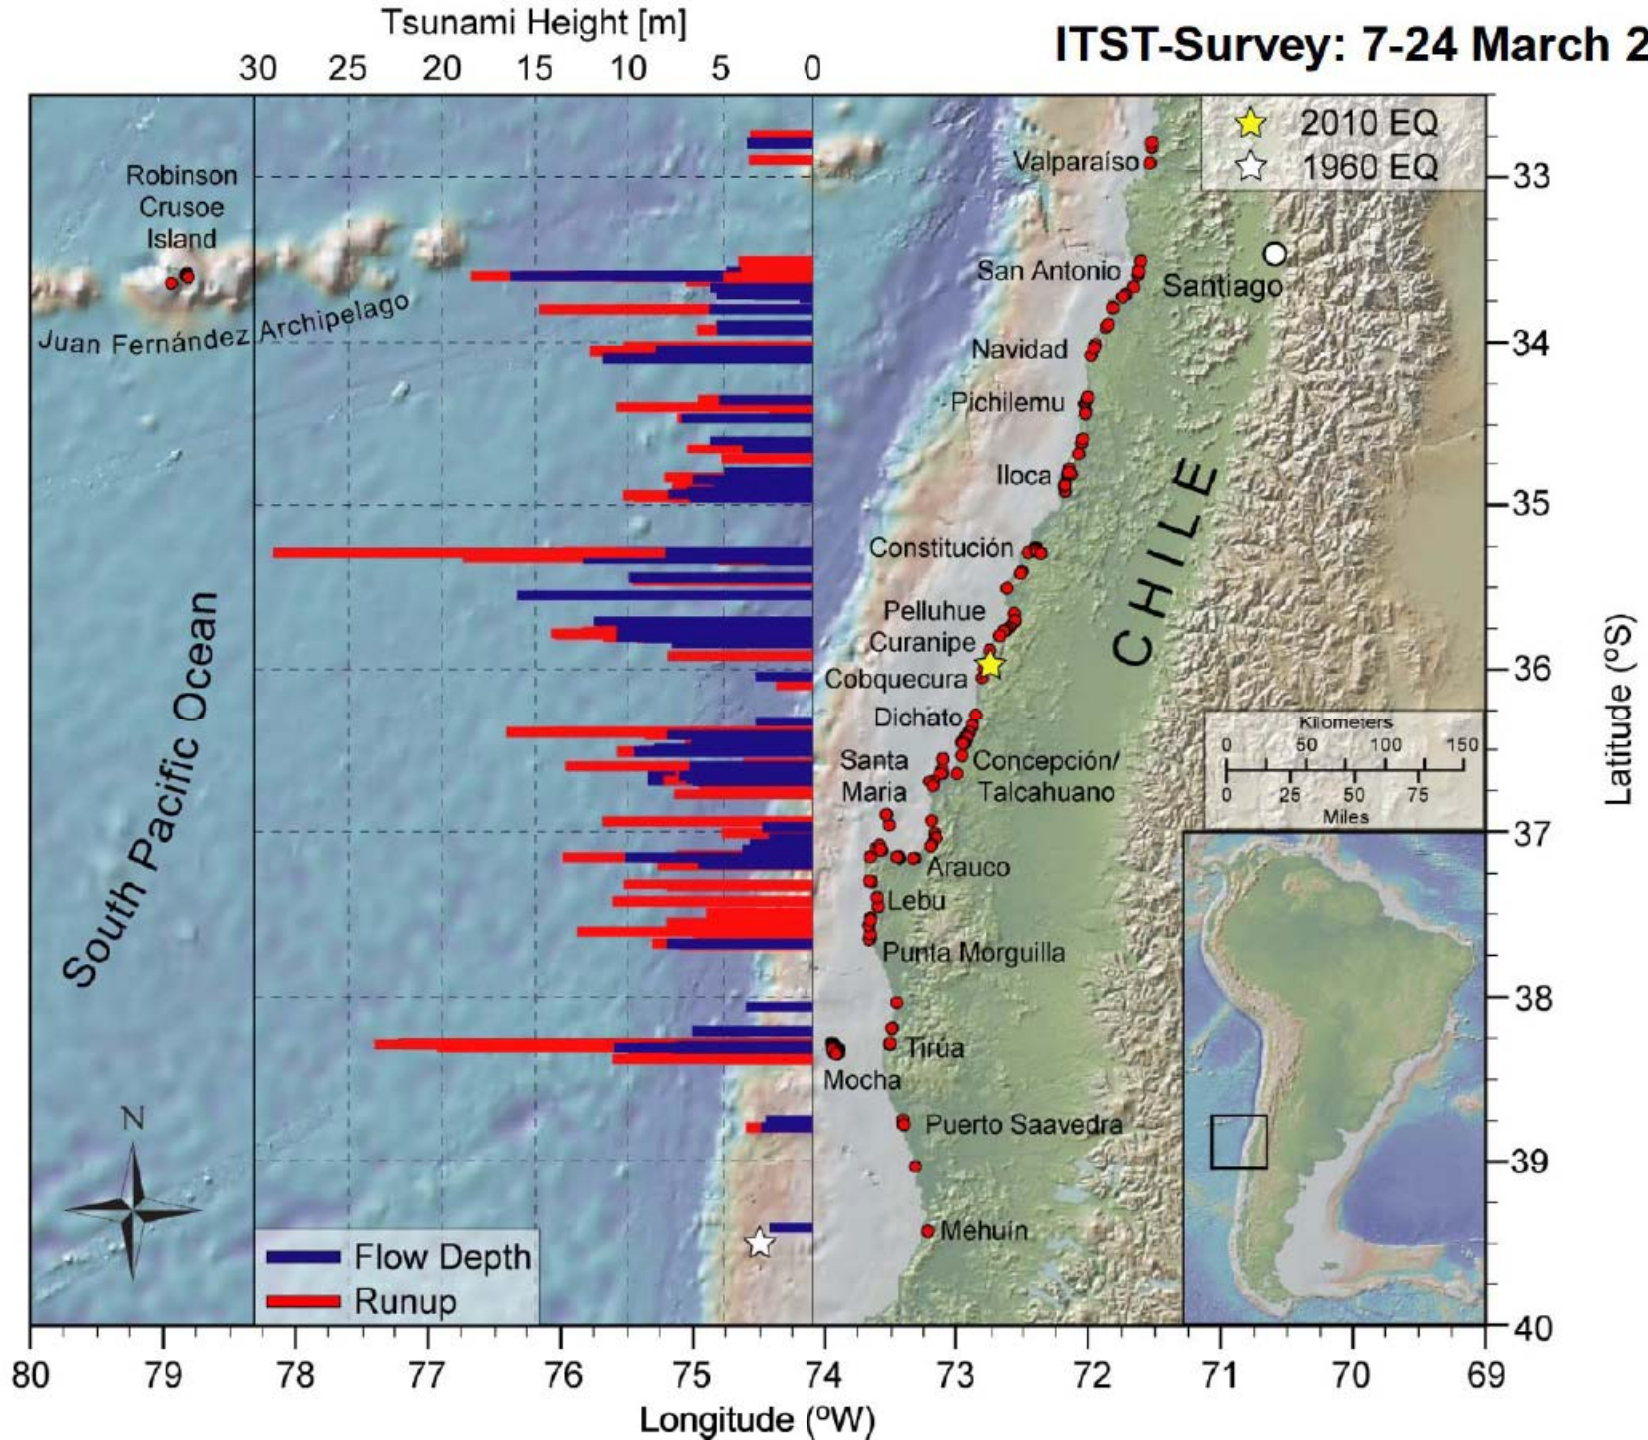 Tsunami Height [m]
ITST-Survey: 7-24 March 2
30 25 20 15 10 5 0
2010 EQ
1960 EQ
Valparaíso
33
Robinson
Crusoe
Island
San Antonio
Santiago
Juan Fernández Archipelago
Navidad
34
Pichilemu
Iloca
35
CHILE
Constitución
Pelluhue
Curanipe
36
Cobquecura
Dichato
Kilometers
0 50 100 150
Santa
Maria
Concepción/
Talcahuano
0 25 50 75
Miles
Latitude (ºS)
South Pacific Ocean
37
Arauco
Lebu
Punta Morguilla
38
Tirúa
Mocha
N
Puerto Saavedra
39
Mehuín
Flow Depth
Runup
40
80 79 78 77 76 75 74 73 72 71 70 69
Longitude (ºW)